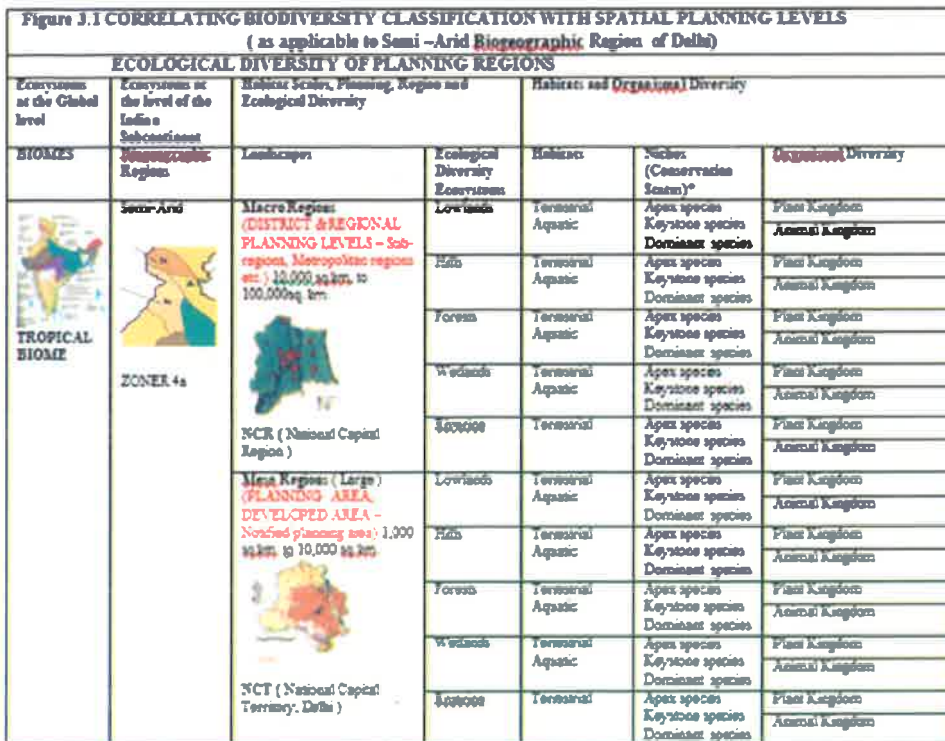 Figure 3.1 CORRELATING BIODIVERSITY CLASSIFICATION WITH SPATIAL PLANNING LEVELS
( as applicable to Semi –Arid Biogeographic Region of Delhi)
ECOLOGICAL DIVERSITY OF PLANNING REGIONS
Ecosystems at the Global level
Ecosystems at the level of the Indian Subcontinent
Habitat Scales, Planning, Region and Ecological Diversity
Habitats and Organismal Diversity
BIOMES
Biogeographic Regions
Landscapes
Ecological Diversity Ecosystems
Habitats
Niches (Conservation Status)*
Organismal Diversity
TROPICAL BIOME
Semi-Arid
ZONER 4a
Macro Regions
(DISTRICT &REGIONAL
PLANNING LEVELS – Sub-
regions, Metropolitan regions
etc.) 10,000 sq.km. to
100,000sq. km
NCR ( National Capital
Region )
Lowlands
Terrestrial
Aquatic
Apex species
Keystone species
Dominant species
Plant Kingdom
Animal Kingdom
Hills
Terrestrial
Aquatic
Apex species
Keystone species
Dominant species
Plant Kingdom
Animal Kingdom
Forests
Terrestrial
Aquatic
Apex species
Keystone species
Dominant species
Plant Kingdom
Animal Kingdom
Wetlands
Terrestrial
Aquatic
Apex species
Keystone species
Dominant species
Plant Kingdom
Animal Kingdom
Terrestrial
Apex species
Keystone species
Dominant species
Plant Kingdom
Animal Kingdom
Meso Regions ( Large )
(PLANNING AREA,
DEVELOPED AREA –
Notified planning area) 1,000
sq.km. to 10,000 sq.km.
NCT ( National Capital
Territory, Delhi )
Lowlands
Terrestrial
Aquatic
Apex species
Keystone species
Dominant species
Plant Kingdom
Animal Kingdom
Hills
Terrestrial
Aquatic
Apex species
Keystone species
Dominant species
Plant Kingdom
Animal Kingdom
Forests
Terrestrial
Aquatic
Apex species
Keystone species
Dominant species
Plant Kingdom
Animal Kingdom
Wetlands
Terrestrial
Aquatic
Apex species
Keystone species
Dominant species
Plant Kingdom
Animal Kingdom
Terrestrial
Apex species
Keystone species
Dominant species
Plant Kingdom
Animal Kingdom